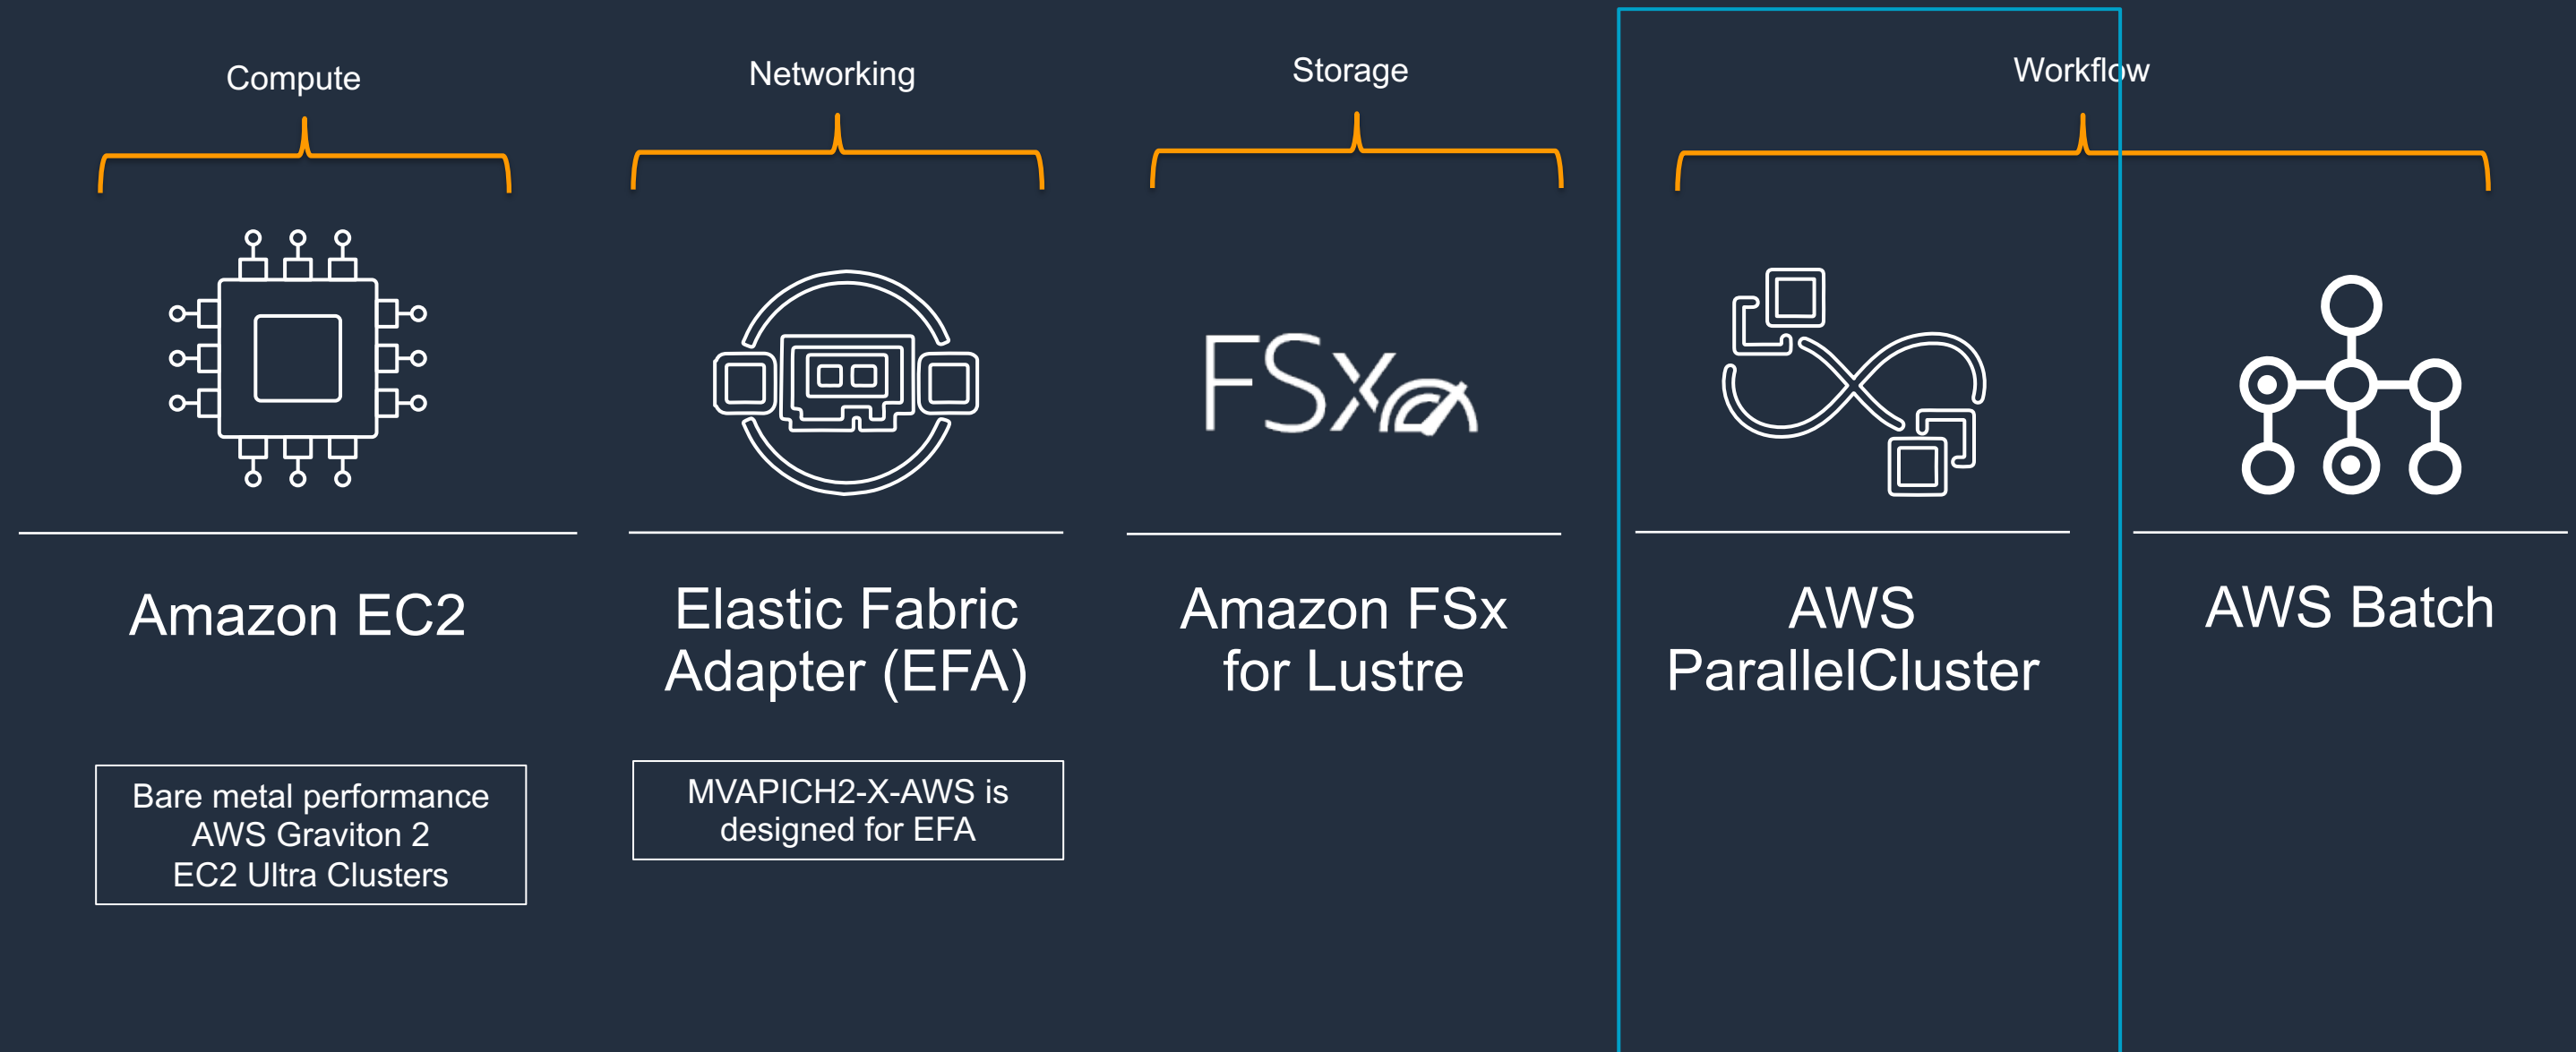 Compute
Networking
Storage
Workflow
FSx
Amazon EC2
Elastic Fabric
Adapter (EFA)
Amazon FSx
for Lustre
AWS
ParallelCluster
AWS Batch
Bare metal performance
AWS Graviton 2
EC2 Ultra Clusters
MVAPICH2-X-AWS is
designed for EFA